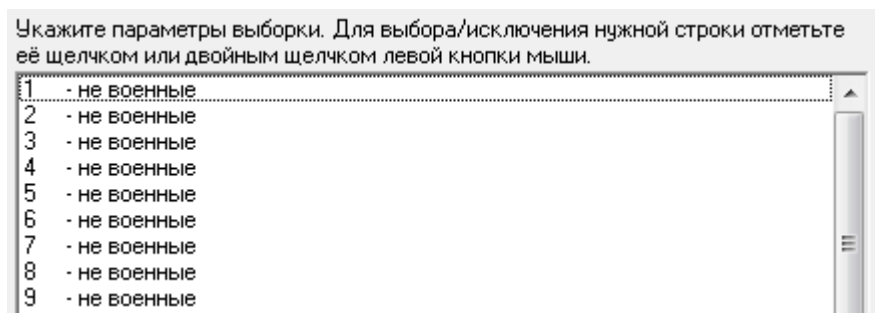 Укажите параметры выборки. Для выбора/исключения нужной строки отметьте
её щелчком или двойным щелчком левой кнопки мыши.
1 - не военные
2 - не военные
3 - не военные
4 - не военные
5 - не военные
6 - не военные
7 - не военные
8 - не военные
9 - не военные